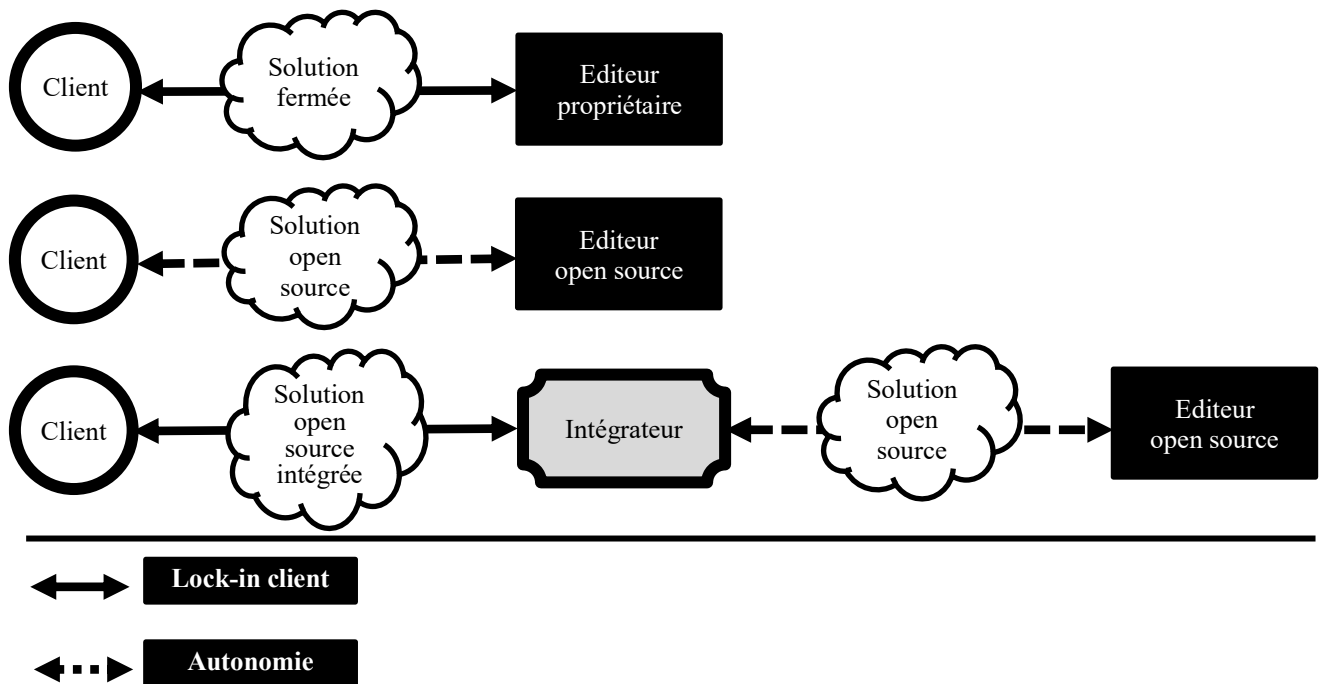 Client
Solution
fermée
Editeur
propriétaire
Client
Solution
open
source
Editeur
open source
Client
Solution
open
source
intégrée
Intégrateur
Solution
open
source
Editeur
open source
Lock-in client
Autonomie